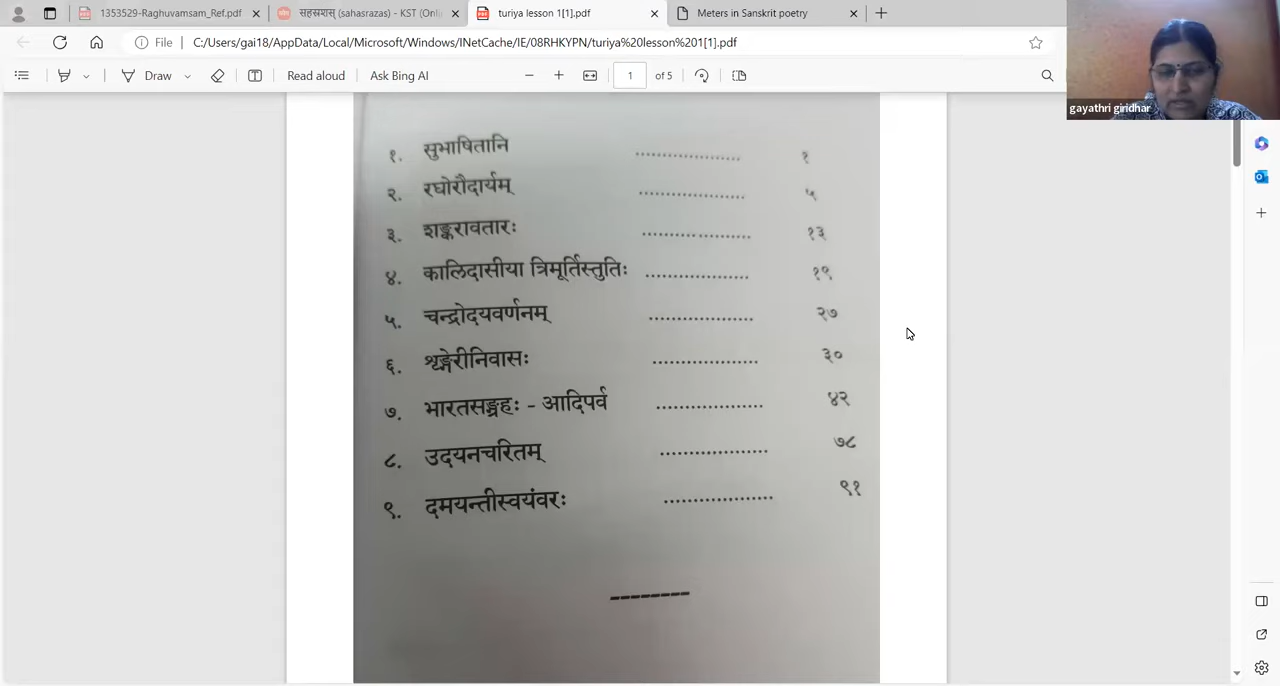 1353529-Raghuvamsam_Ref.pdf
सहस्रशस् (sahasrazas) - KST (Onli
turiya lesson 1[1].pdf
Meters in Sanskrit poetry
File
C:/Users/gai18/AppData/Local/Microsoft/Windows/INetCache/IE/08RHKYPN/turiya%20lesson%201[1].pdf
Draw
Read aloud
Ask Bing AI
1 of 5
gayathri giridhar
१. सुभाषितानि .................... १
२. रघोरौदार्यम् .................... ५
३. शङ्करावतारः .................... १३
४. कालिदासीया त्रिमूर्तिस्तुतिः ................... १९
५. चन्द्रोदयवर्णनम् .................... २७
६. शृङ्गेरीनिवासः .................... ३०
७. भारतसङ्ग्रहः - आदिपर्व .................... ४२
८. उदयनचरितम् .................... ७८
९. दमयन्तीस्वयंवरः .................... ९१